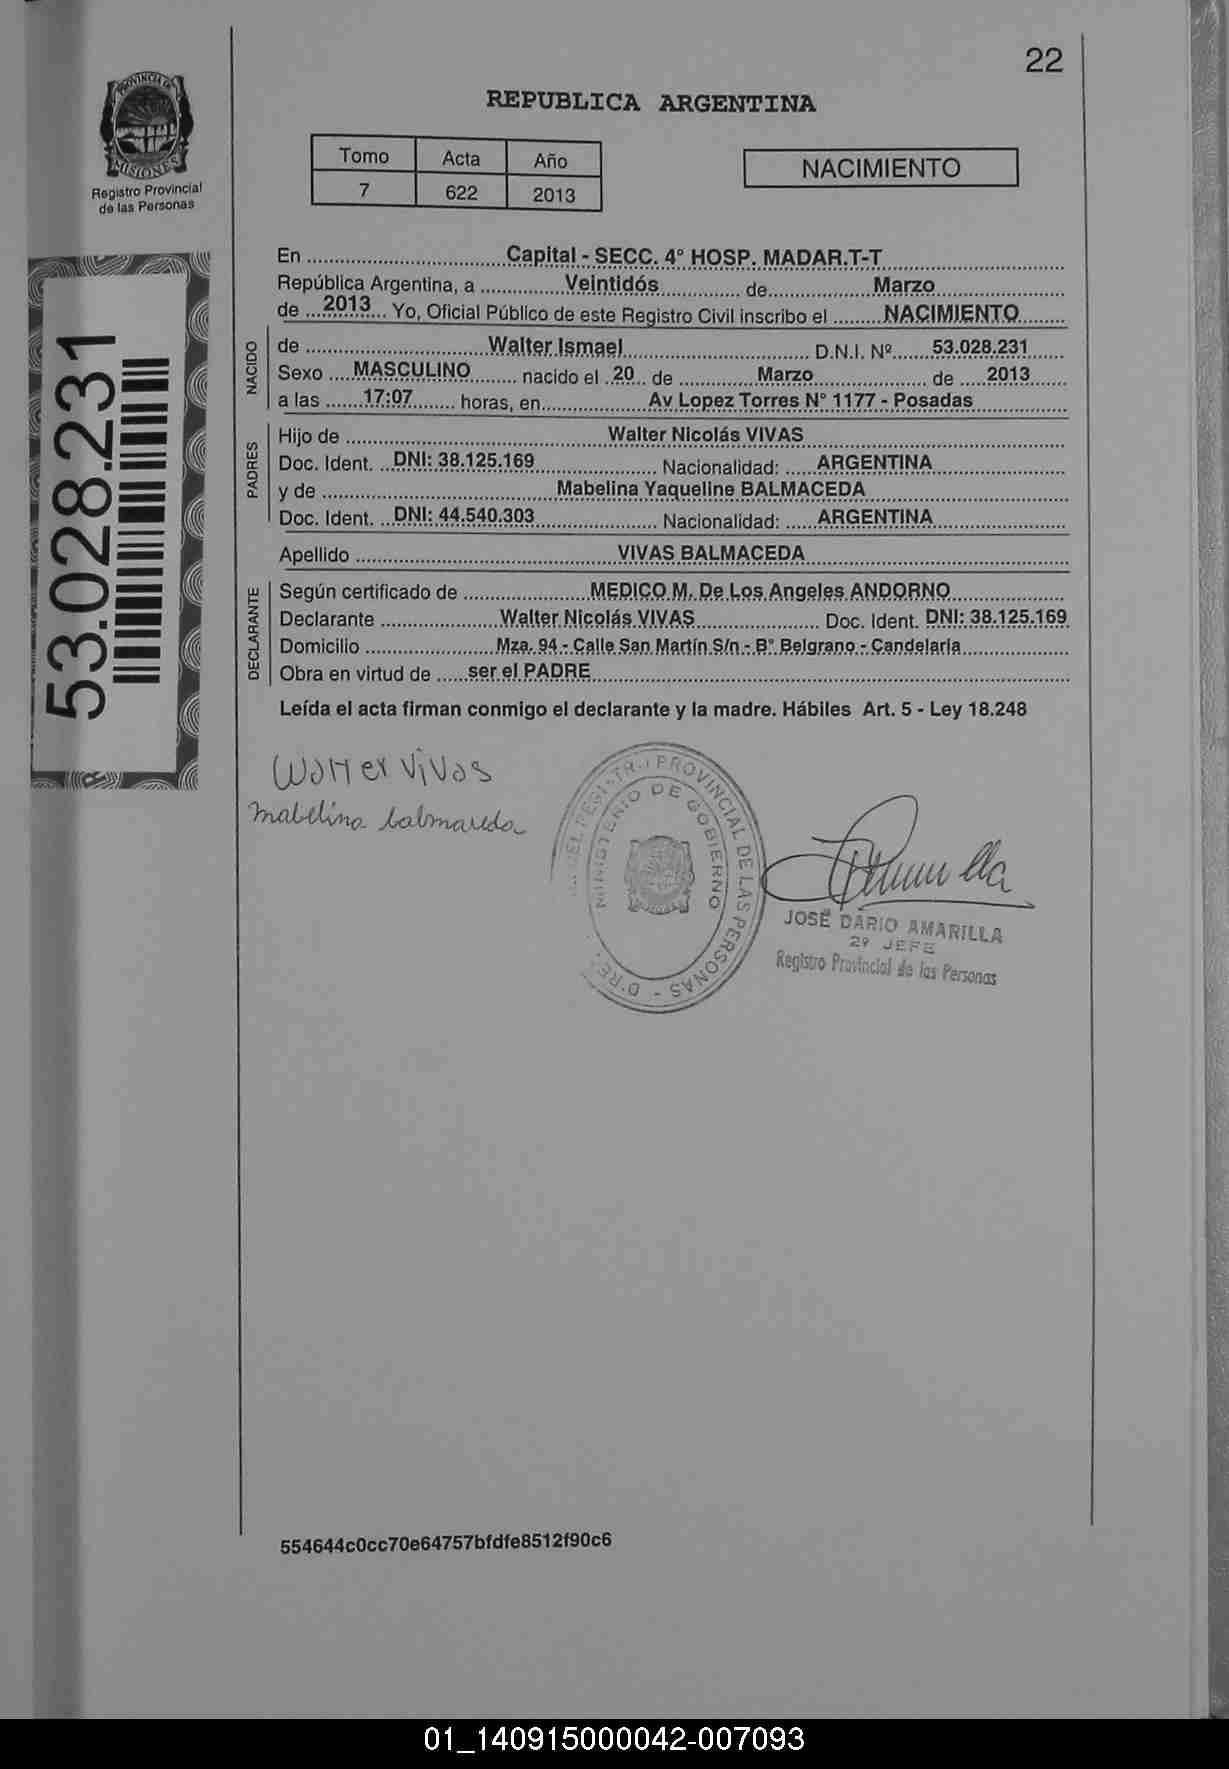 22
PROVINCIA DE
MISIONES
Registro Provincial
de las Personas
REPUBLICA ARGENTINA
Tomo Acta Año
7 622 2013
NACIMIENTO
53.028.231
En Capital - SECC. 4° HOSP. MADAR.T-T
República Argentina, a Veintidós de Marzo
de 2013 Yo, Oficial Público de este Registro Civil inscribo el NACIMIENTO
NACIDO
de Walter Ismael D.N.I. Nº 53.028.231
Sexo MASCULINO nacido el 20 de Marzo de 2013
a las 17:07 horas, en Av Lopez Torres N° 1177 - Posadas
PADRES
Hijo de Walter Nicolás VIVAS
Doc. Ident. DNI: 38.125.169 Nacionalidad: ARGENTINA
y de Mabelina Yaqueline BALMACEDA
Doc. Ident. DNI: 44.540.303 Nacionalidad: ARGENTINA
Apellido VIVAS BALMACEDA
DECLARANTE
Según certificado de MEDICO M. De Los Angeles ANDORNO
Declarante Walter Nicolás VIVAS Doc. Ident. DNI: 38.125.169
Domicilio Mza. 94 - Calle San Martín S/n - B° Belgrano - Candelaria
Obra en virtud de ser el PADRE
Leída el acta firman conmigo el declarante y la madre. Hábiles Art. 5 - Ley 18.248
Walter Vivas
mabelina balmaceda
PROVINCIAL DE LAS PERSONAS
MINISTERIO DE GOBIERNO
JOSÉ DARIO AMARILLA
2º JEFE
Registro Provincial de las Personas
554644c0cc70e64757bfdfe8512f90c6
01_140915000042-007093